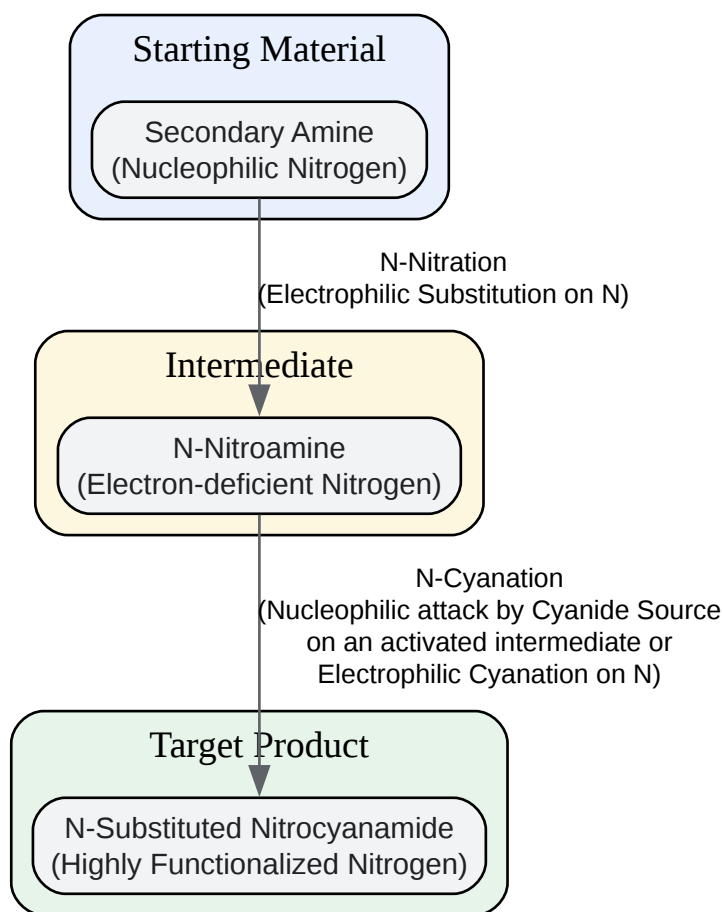 Starting Material
Secondary Amine
(Nucleophilic Nitrogen)
N-Nitration
(Electrophilic Substitution on N)
Intermediate
N-Nitroamine
(Electron-deficient Nitrogen)
N-Cyanation
(Nucleophilic attack by Cyanide Source
on an activated intermediate or
Electrophilic Cyanation on N)
Target Product
N-Substituted Nitrocyanamide
(Highly Functionalized Nitrogen)